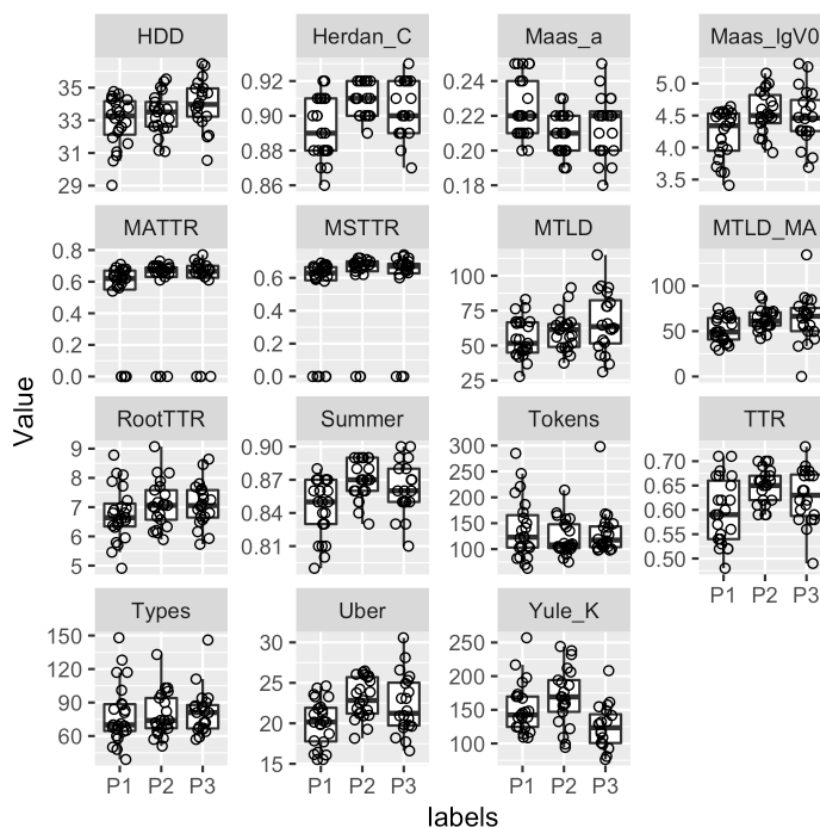 HDD Herdan_C Maas_a Maas_lgV0
35 33 31 29
0.92 0.90 0.88 0.86
0.24 0.22 0.20 0.18
5.0 4.5 4.0 3.5
MATTR MSTTR MTLD MTLD_MA
0.8 0.6 0.4 0.2 0.0
0.6 0.4 0.2 0.0
100 75 50 25
100 50 0
Value
RootTTR Summer Tokens TTR
9 8 7 6 5
0.90 0.87 0.84 0.81
300 250 200 150 100
0.70 0.65 0.60 0.55 0.50
P1 P2 P3
Types Uber Yule_K
150 120 90 60
30 25 20 15
250 200 150 100
P1 P2 P3 P1 P2 P3 P1 P2 P3
labels